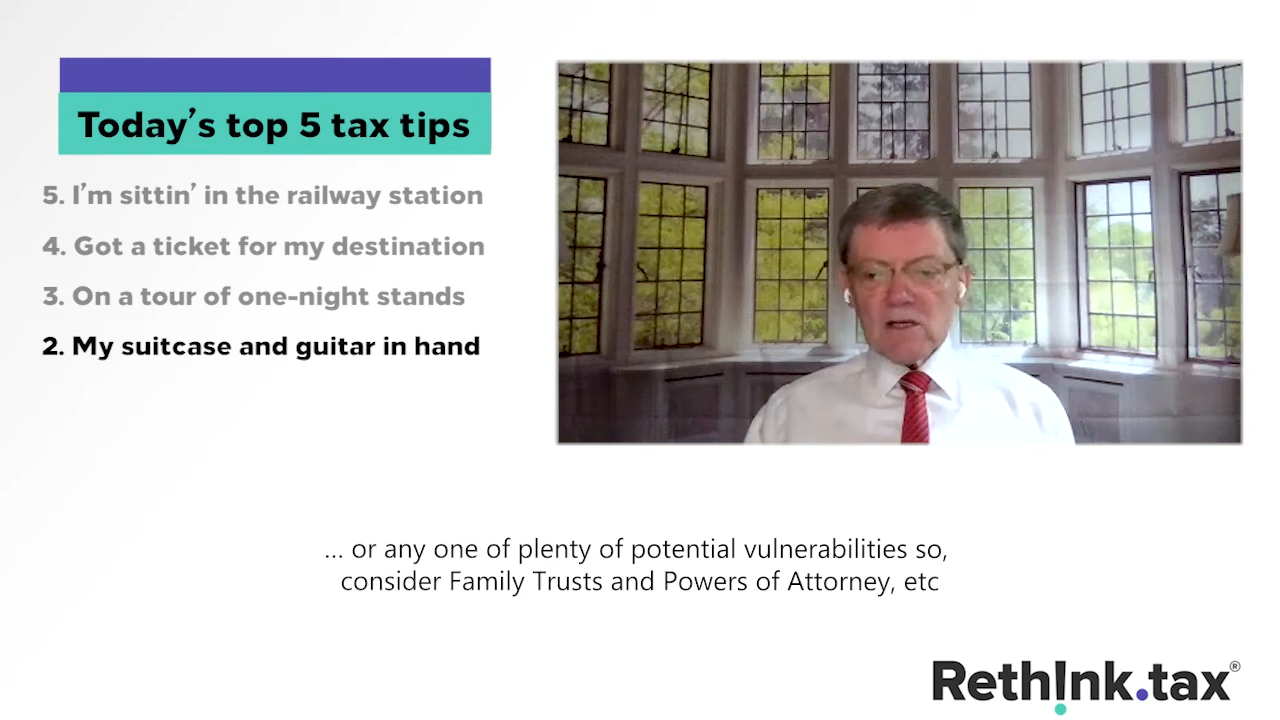 Today’s top 5 tax tips
5. I’m sittin’ in the railway station
4. Got a ticket for my destination
3. On a tour of one-night stands
2. My suitcase and guitar in hand
... or any one of plenty of potential vulnerabilities so,
consider Family Trusts and Powers of Attorney, etc
Reth!nk.tax®